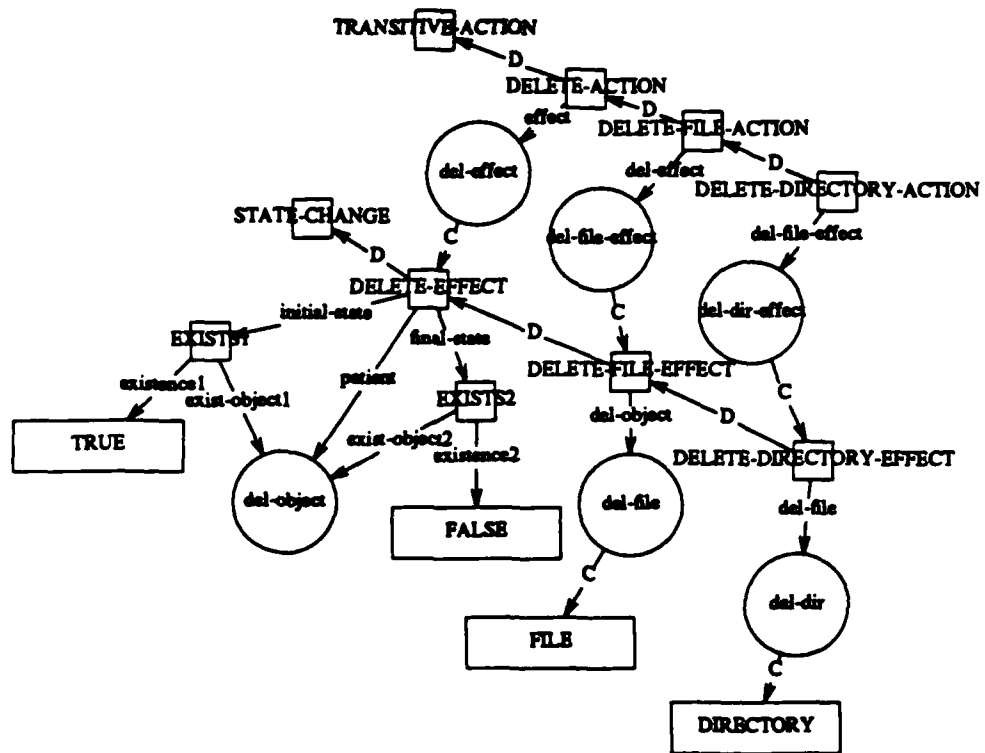 TRANSITIVE-ACTION
D
DELETE-ACTION
effect
D
DELETE-FILE-ACTION
del-effect
D
DELETE-DIRECTORY-ACTION
del-effect
STATE-CHANGE
D
C
del-file-effect
del-file-effect
DELETE-EFFECT
initial-state
C
del-dir-effect
EXISTS1
final-state
D
existence1
exist-object1
patient
EXISTS2
DELETE-FILE-EFFECT
C
del-object
D
TRUE
exist-object2
existence2
DELETE-DIRECTORY-EFFECT
del-object
del-file
del-file
FALSE
C
del-dir
FILE
C
DIRECTORY